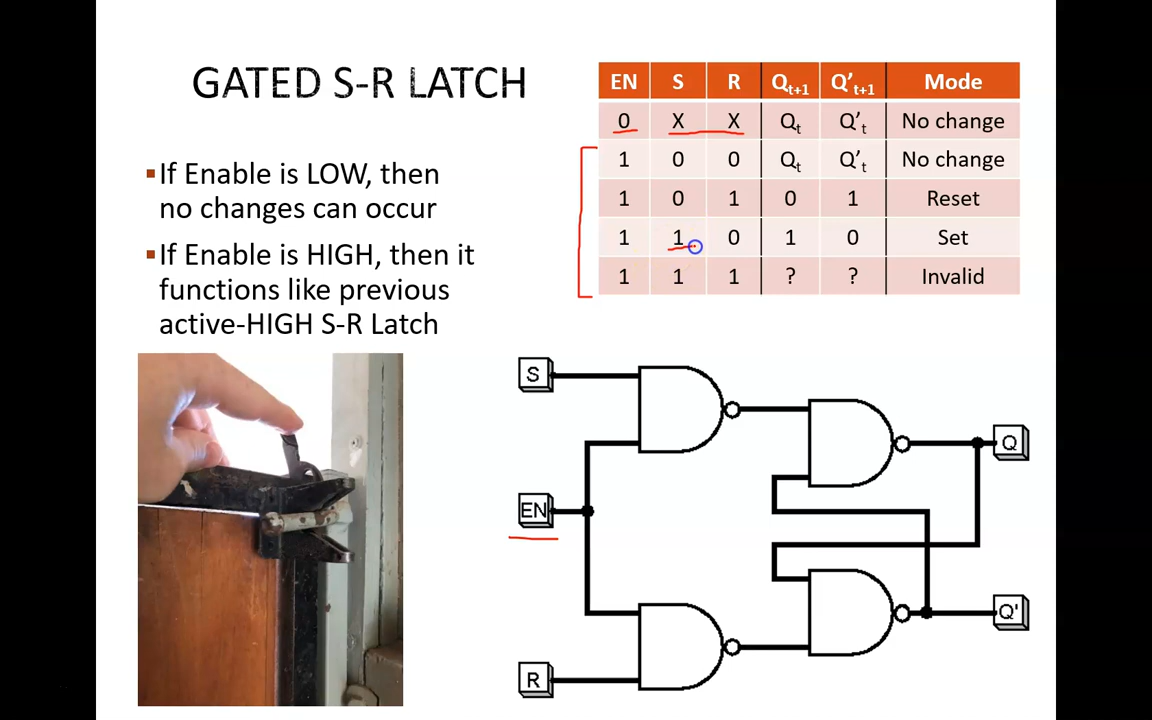 GATED S-R LATCH
▪If Enable is LOW, then
no changes can occur
▪If Enable is HIGH, then it
functions like previous
active-HIGH S-R Latch
EN S R Qt+1 Q't+1 Mode
0 X X Qt Q't No change
1 0 0 Qt Q't No change
1 0 1 0 1 Reset
1 1 0 1 0 Set
1 1 1 ? ? Invalid
S
Q
EN
Q'
R